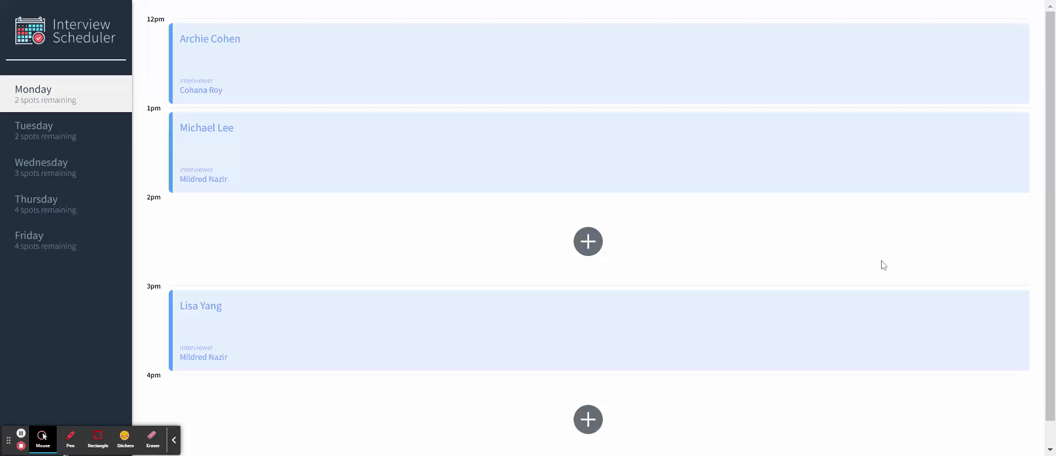 Interview
Scheduler
Monday
2 spots remaining
Tuesday
2 spots remaining
Wednesday
3 spots remaining
Thursday
4 spots remaining
Friday
4 spots remaining
12pm
Archie Cohen
Interviewer
Cohana Roy
1pm
Michael Lee
Interviewer
Mildred Nazir
2pm
3pm
Lisa Yang
Interviewer
Mildred Nazir
4pm
Mouse
Pen
Rectangle
Stickers
Eraser